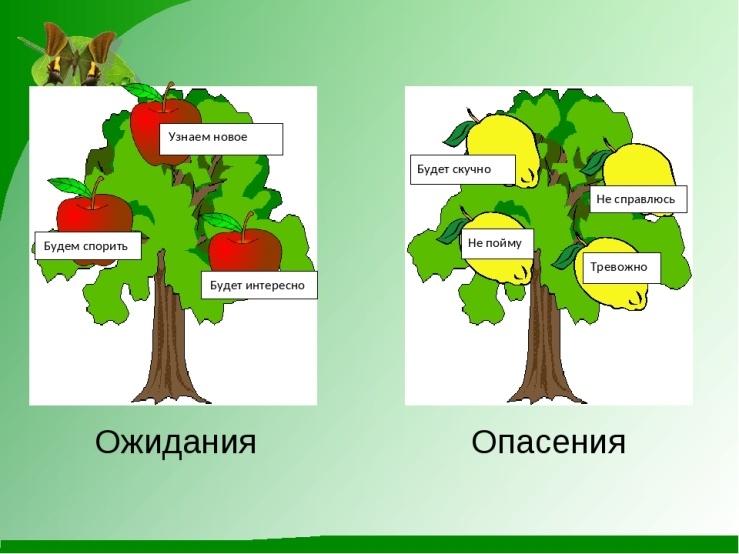 Узнаем новое
Будем спорить
Будет интересно
Ожидания
Будет скучно
Не справлюсь
Не пойму
Тревожно
Опасения